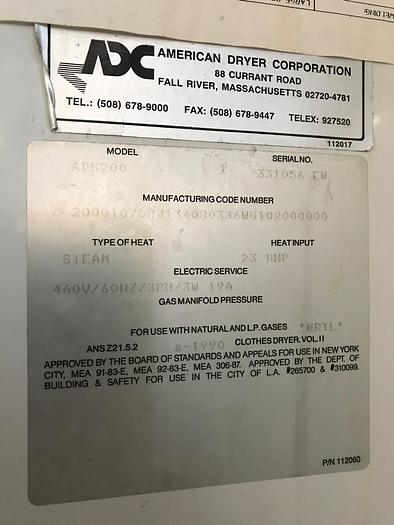 WELDING
ADC AMERICAN DRYER CORPORATION
88 CURRANT ROAD
FALL RIVER, MASSACHUSETTS 02720-4781
TEL.: (508) 678-9000 FAX: (508) 678-9447 TELEX: 927520
112017
MODEL SERIAL NO.
331056 EW
MANUFACTURING CODE NUMBER
TYPE OF HEAT HEAT INPUT
STEAM 23 NHP
ELECTRIC SERVICE
460V/60HZ/3PH/3W 19A
GAS MANIFOLD PRESSURE
FOR USE WITH NATURAL AND L.P. GASES "NRTL"
ANS Z21.5.2 a-1990 CLOTHES DRYER. VOL.II
APPROVED BY THE BOARD OF STANDARDS AND APPEALS FOR USE IN NEW YORK
CITY, MEA 91-83-E, MEA 92-83-E, MEA 306-87. APPROVED BY THE DEPT. OF
BUILDING & SAFETY FOR USE IN THE CITY OF L.A. #265700 & #310099.
P/N 112060